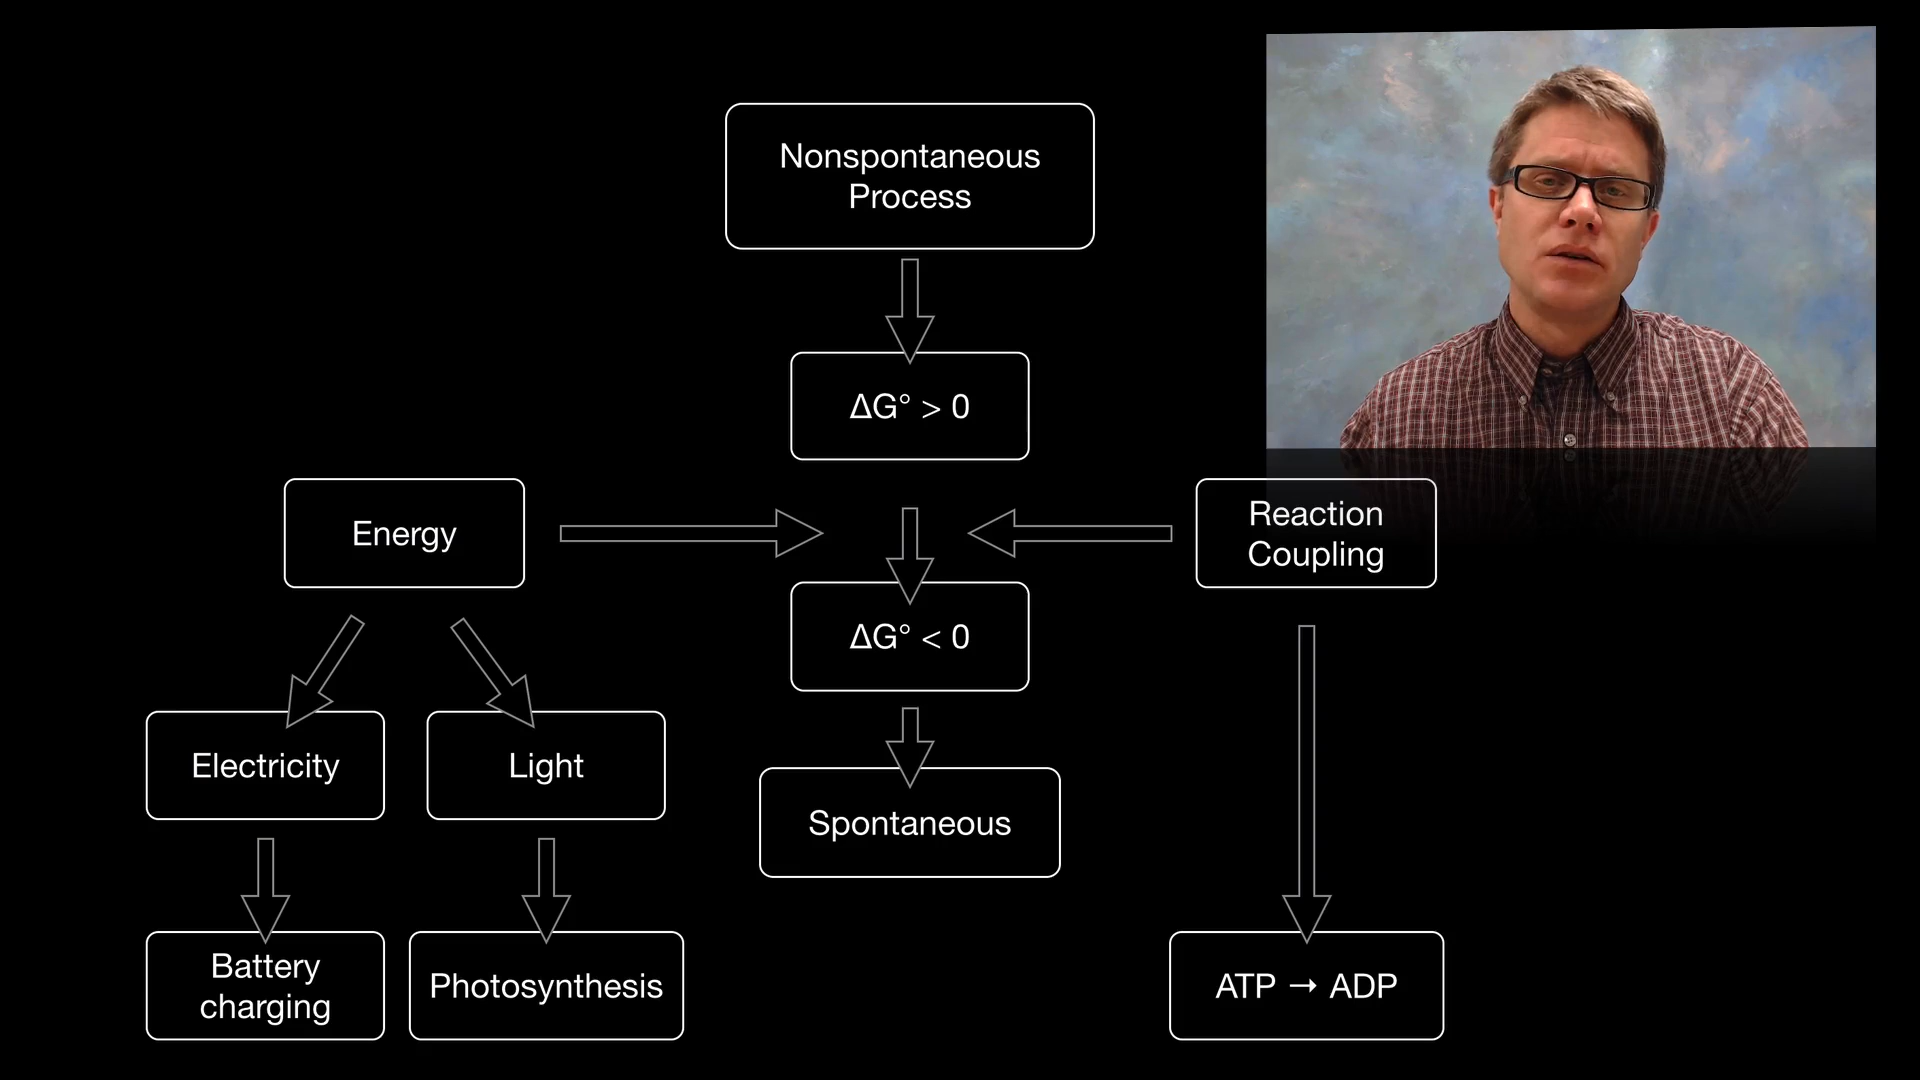 Nonspontaneous
Process
ΔG° > 0
Energy
Reaction
Coupling
ΔG° < 0
Electricity
Light
Spontaneous
Battery
charging
Photosynthesis
ATP → ADP